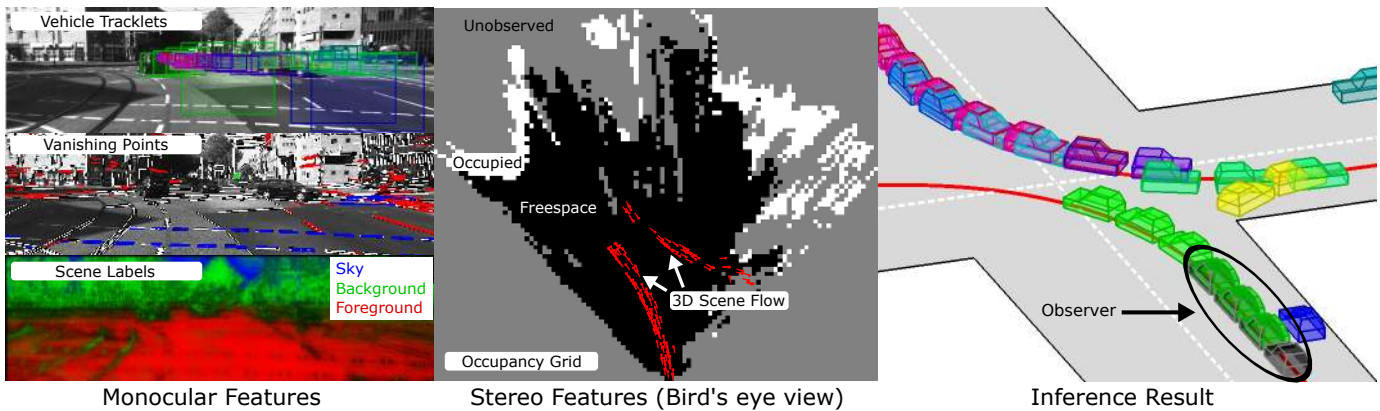 Vehicle Tracklets
Vanishing Points
Scene Labels
Sky
Background
Foreground
Monocular Features
Unobserved
Occupied
Freespace
3D Scene Flow
Occupancy Grid
Stereo Features (Bird's eye view)
Observer
Inference Result